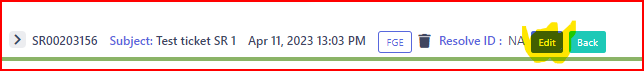 SR00203156 Subject: Test ticket SR 1 Apr 11, 2023 13:03 PM FGE Resolve ID : NA Edit Back